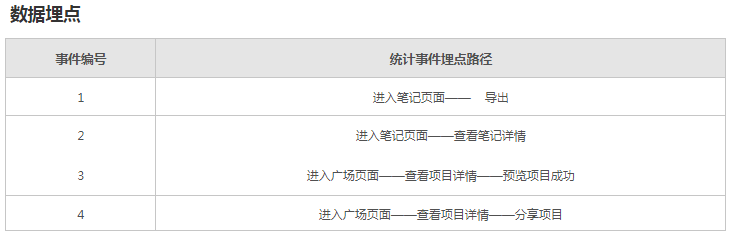 数据埋点
事件编号 统计事件埋点路径
1 进入笔记页面—— 导出
2 进入笔记页面——查看笔记详情
3 进入广场页面——查看项目详情——预览项目成功
4 进入广场页面——查看项目详情——分享项目